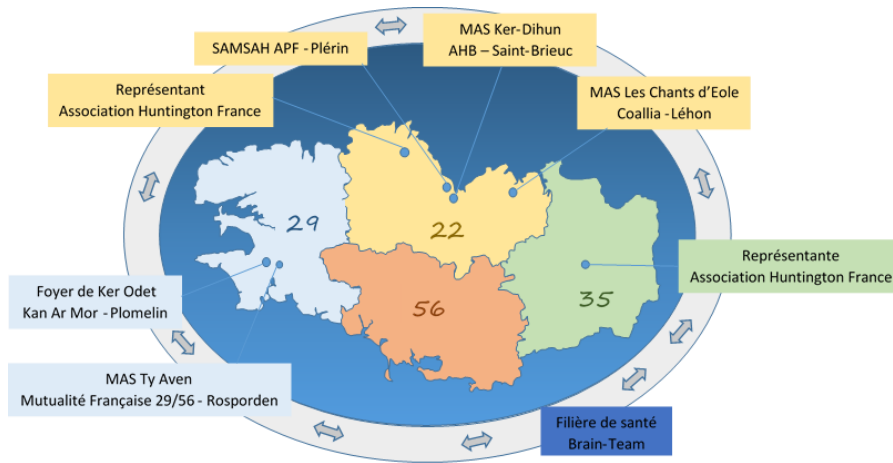 SAMSAH APF - Plérin
MAS Ker-Dihun
AHB – Saint-Brieuc
Représentant
Association Huntington France
MAS Les Chants d’Eole
Coallia - Léhon
29
22
Représentante
Association Huntington France
Foyer de Ker Odet
Kan Ar Mor - Plomelin
56
35
MAS Ty Aven
Mutualité Française 29/56 - Rosporden
Filière de santé
Brain-Team